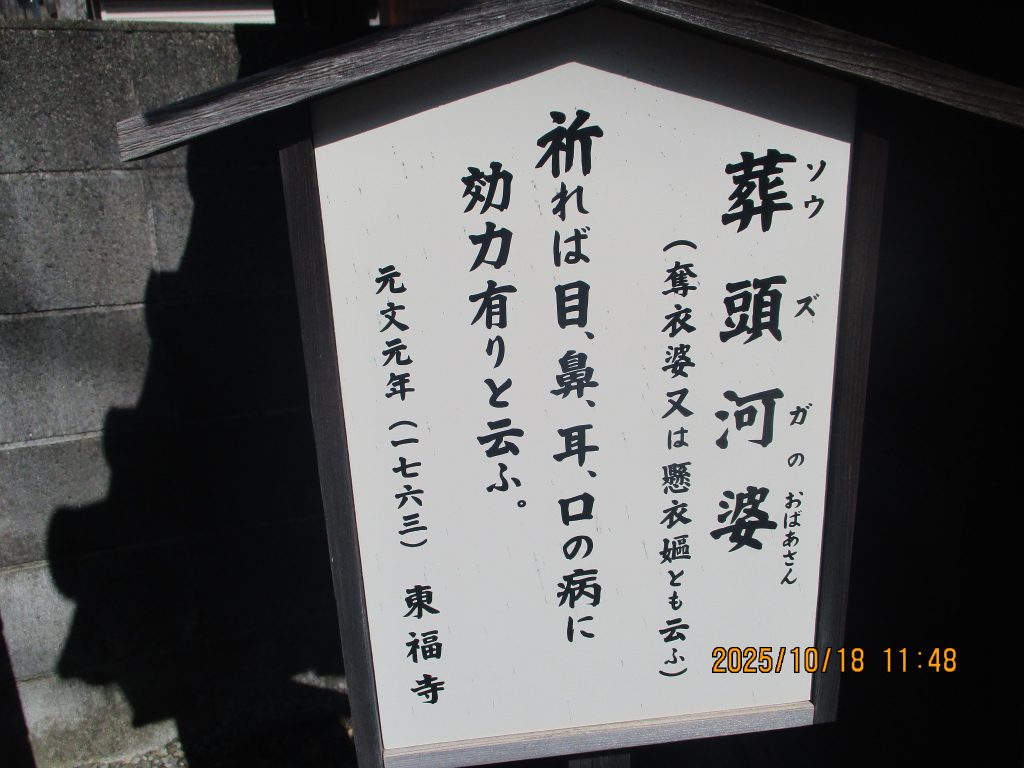 葬頭河婆
ソウズガのおばあさん
(奪衣婆又は懸衣嫗とも云ふ)
祈れば目、鼻、耳、口の病に
効力有りと云ふ。
元文元年(一七六三) 東福寺
2025/10/18 11:48